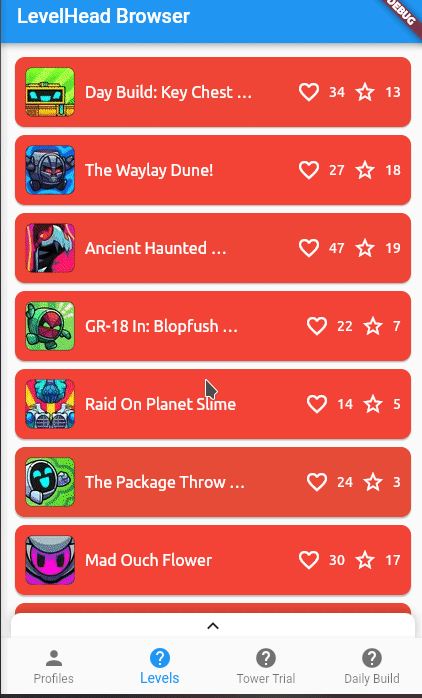 LevelHead Browser
DEBUG
Day Build: Key Chest ... 34 13
The Waylay Dune! 27 18
Ancient Haunted ... 47 19
GR-18 In: Blopfush ... 22 7
Raid On Planet Slime 14 5
The Package Throw ... 24 3
Mad Ouch Flower 30 17
Profiles Levels Tower Trial Daily Build